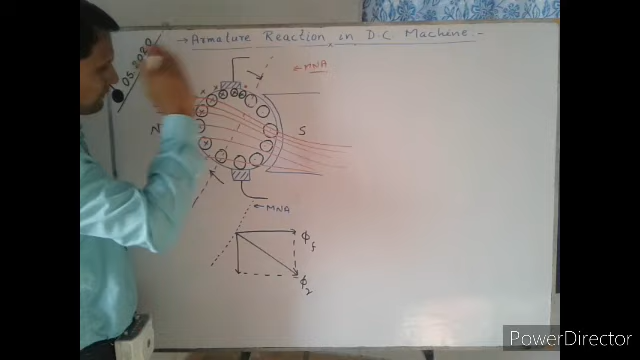 05.2020
→ Armature Reaction in D.C. Machine :-
← MNA
N
S
← MNA
ϕf
ϕr
PowerDirector